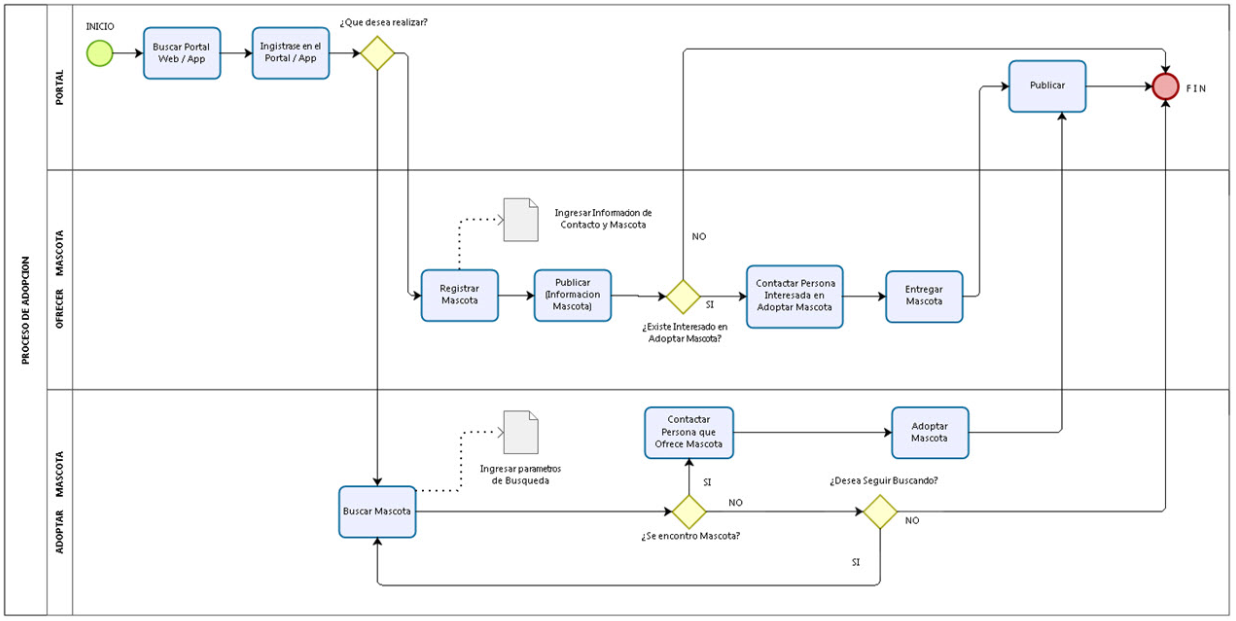 PROCESO DE ADOPCION
PORTAL
INICIO
Buscar Portal
Web / App
Ingistrase en el
Portal / App
¿Que desea realizar?
Publicar
F I N
OFRECER MASCOTA
Ingresar Informacion de
Contacto y Mascota
Registrar
Mascota
Publicar
(Informacion
Mascota)
NO
SI
¿Existe Interesado en
Adoptar Mascota?
Contactar Persona
Interesada en
Adoptar Mascota
Entregar
Mascota
ADOPTAR MASCOTA
Ingresar parametros
de Busqueda
Buscar Mascota
Contactar
Persona que
Ofrece Mascota
Adoptar
Mascota
SI
NO
¿Se encontro Mascota?
¿Desea Seguir Buscando?
NO
SI